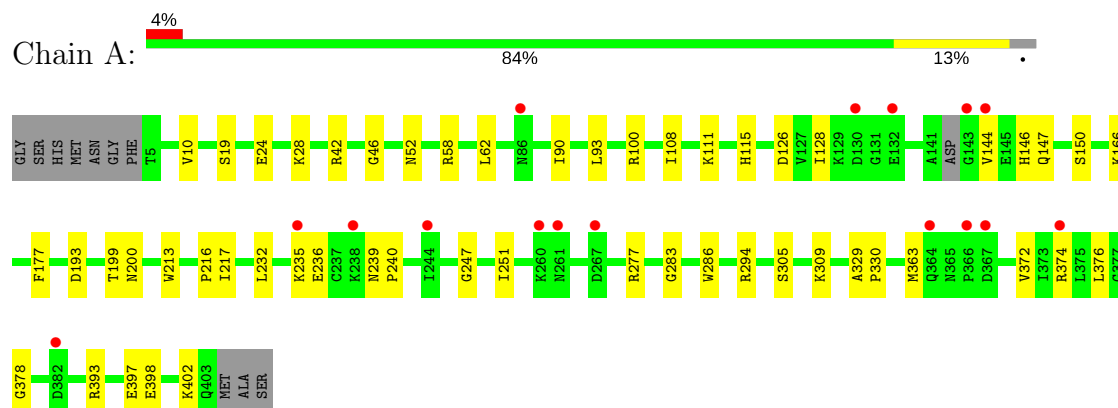 4%
Chain A:
84% 13% •
GLY SER HIS MET ASN GLY PHE T5 V10 S19 E24 K28 R42 G46 N52 R58 L62 N86 I90 L93 R100 I108 K111 H115 D126 V127 I128 K129 D130 G131 E132 A141 ASP G143 V144 E145 H146 Q147 S150
F177 D193 T199 N200 W213 P216 I217 L232 K235 E236 C237 K238 N239 P240 I244 G247 I251 K260 N261 D267 R277 G283 W286 R294 S305 K309 A329 P330 M363 Q364 N365 P366 D367 V372 I373 R374 L375 L376 G377
G378 D382 R393 E397 E398 K402 Q403 MET ALA SER